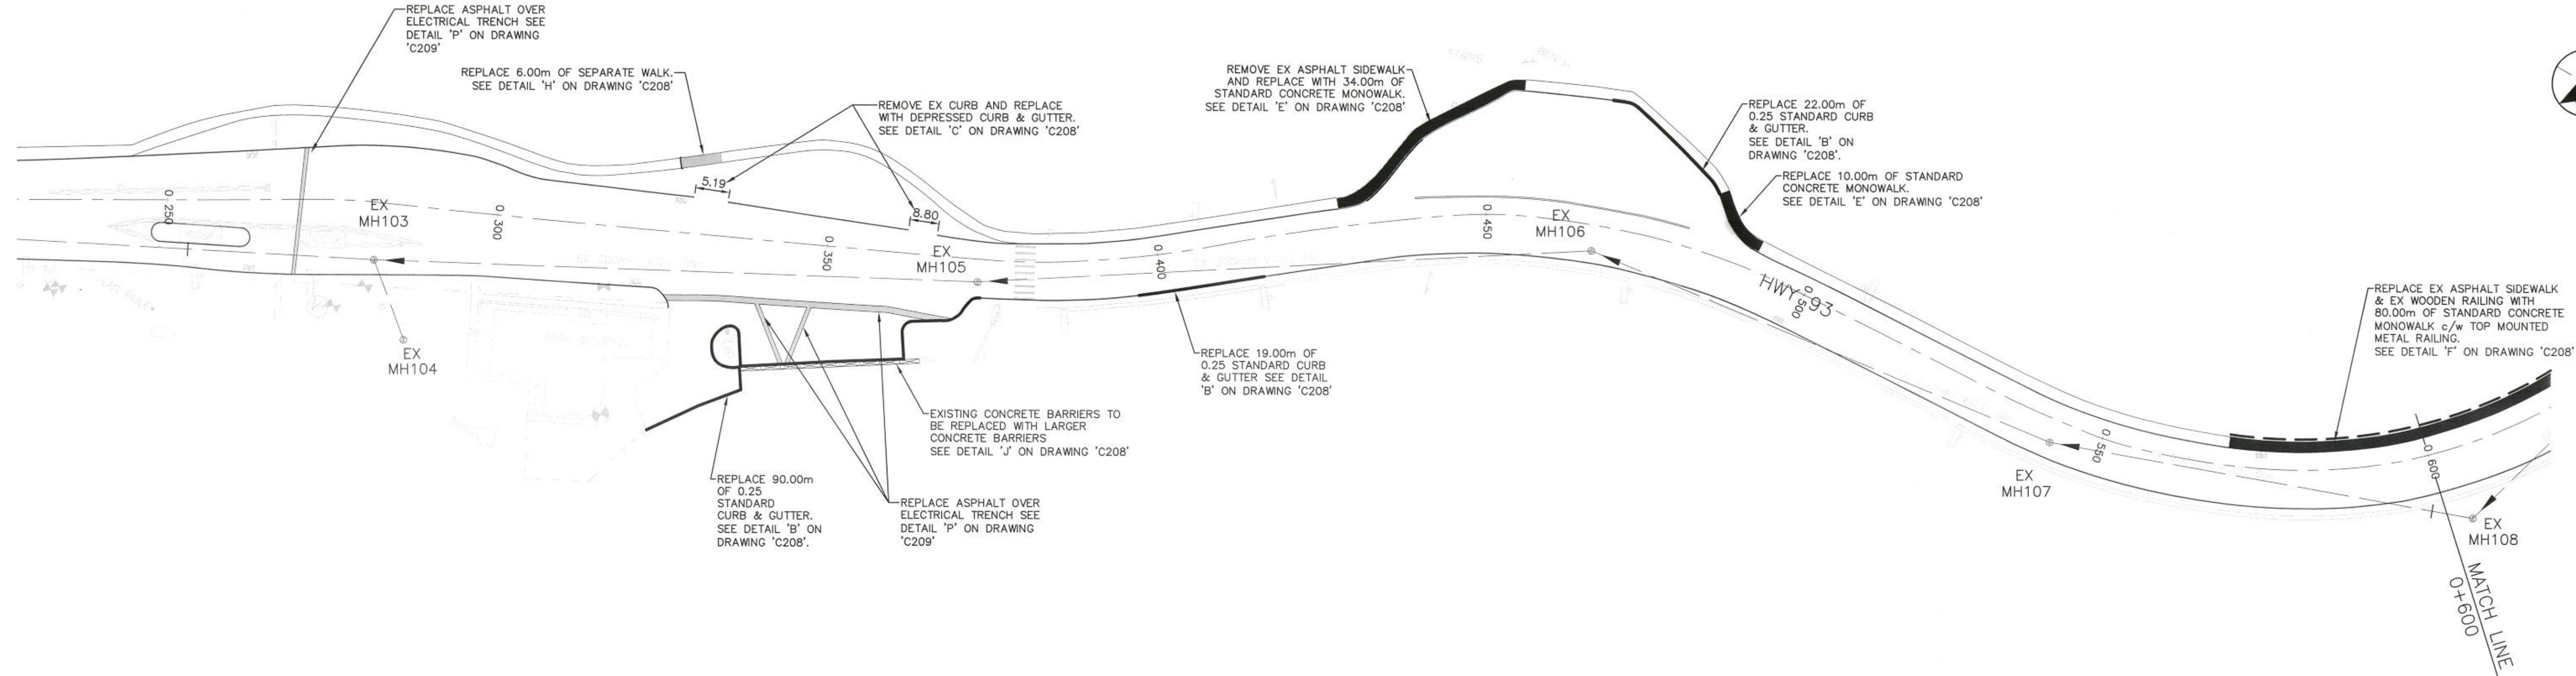 REPLACE ASPHALT OVER
ELECTRICAL TRENCH SEE
DETAIL 'P' ON DRAWING
'C209'
REPLACE 6.00m OF SEPARATE WALK.
SEE DETAIL 'H' ON DRAWING 'C208'
REMOVE EX CURB AND REPLACE
WITH DEPRESSED CURB & GUTTER.
SEE DETAIL 'C' ON DRAWING 'C208'
REMOVE EX ASPHALT SIDEWALK
AND REPLACE WITH 34.00m OF
STANDARD CONCRETE MONOWALK.
SEE DETAIL 'E' ON DRAWING 'C208'
REPLACE 22.00m OF
0.25 STANDARD CURB
& GUTTER.
SEE DETAIL 'B' ON
DRAWING 'C208'.
REPLACE 10.00m OF STANDARD
CONCRETE MONOWALK.
SEE DETAIL 'E' ON DRAWING 'C208'
5.19
8.80
0 250
EX
MH103
0 300
0 350
EX
MH105
0 400
0 450
EX
MH106
HWY 93
0 500
REPLACE EX ASPHALT SIDEWALK
& EX WOODEN RAILING WITH
80.00m OF STANDARD CONCRETE
MONOWALK c/w TOP MOUNTED
METAL RAILING.
SEE DETAIL 'F' ON DRAWING 'C208'
EX
MH104
REPLACE 19.00m OF
0.25 STANDARD CURB
& GUTTER SEE DETAIL
'B' ON DRAWING 'C208'
EXISTING CONCRETE BARRIERS TO
BE REPLACED WITH LARGER
CONCRETE BARRIERS
SEE DETAIL 'J' ON DRAWING 'C208'
REPLACE 90.00m
OF 0.25
STANDARD
CURB & GUTTER.
SEE DETAIL 'B' ON
DRAWING 'C208'.
REPLACE ASPHALT OVER
ELECTRICAL TRENCH SEE
DETAIL 'P' ON DRAWING
'C209'
0 550
EX
MH107
0 600
EX
MH108
MATCH LINE
0+600